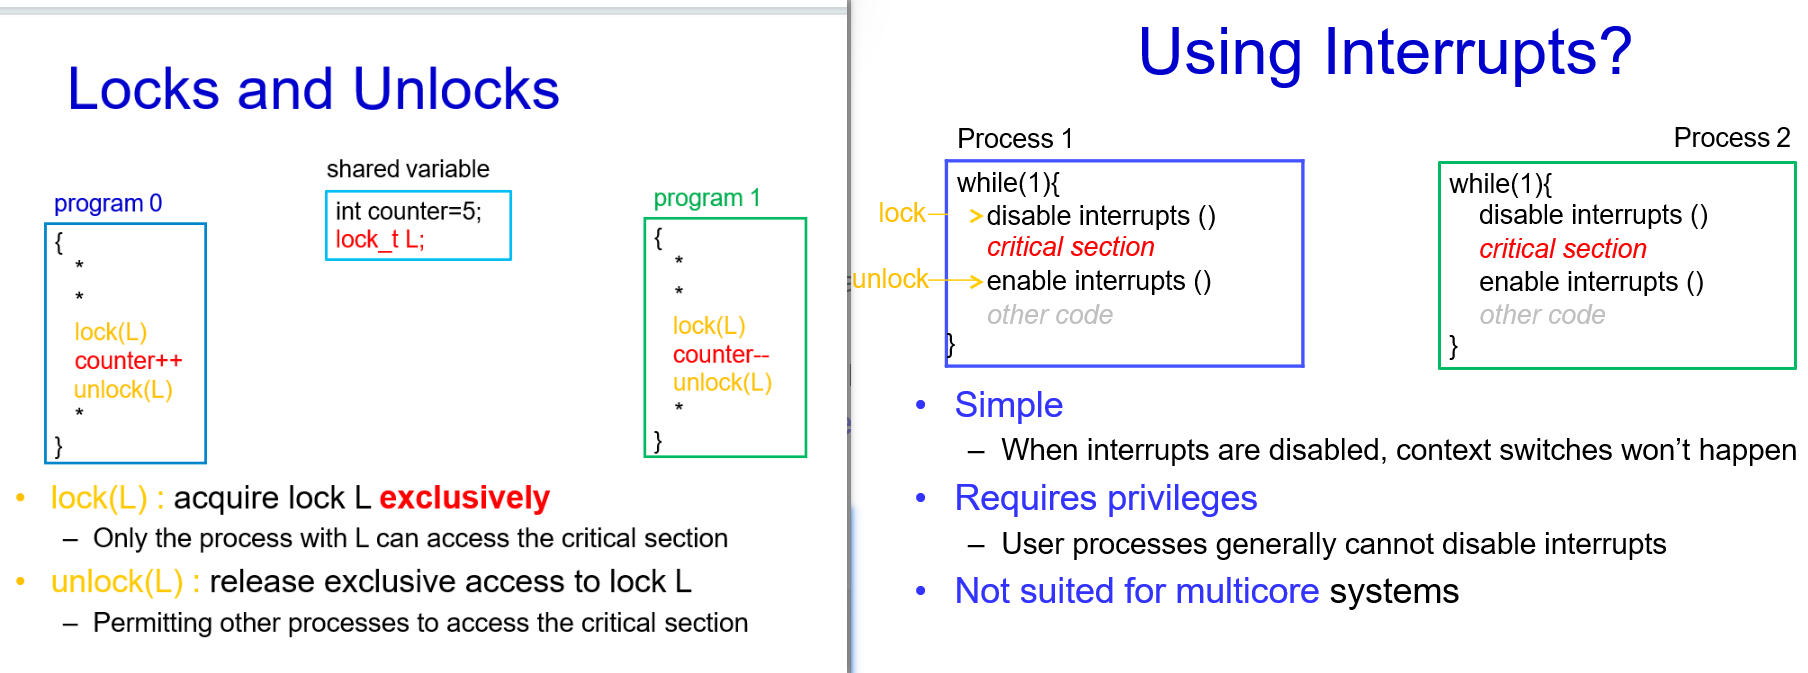 Locks and Unlocks
shared variable
int counter=5;
lock_t L;
program 0
{
*
*
lock(L)
counter++
unlock(L)
*
}
program 1
{
*
*
lock(L)
counter--
unlock(L)
*
}
• lock(L) : acquire lock L exclusively
– Only the process with L can access the critical section
• unlock(L) : release exclusive access to lock L
– Permitting other processes to access the critical section
Using Interrupts?
Process 1
while(1){
lock
disable interrupts ()
critical section
unlock
enable interrupts ()
other code
}
Process 2
while(1){
disable interrupts ()
critical section
enable interrupts ()
other code
}
• Simple
– When interrupts are disabled, context switches won’t happen
• Requires privileges
– User processes generally cannot disable interrupts
• Not suited for multicore systems